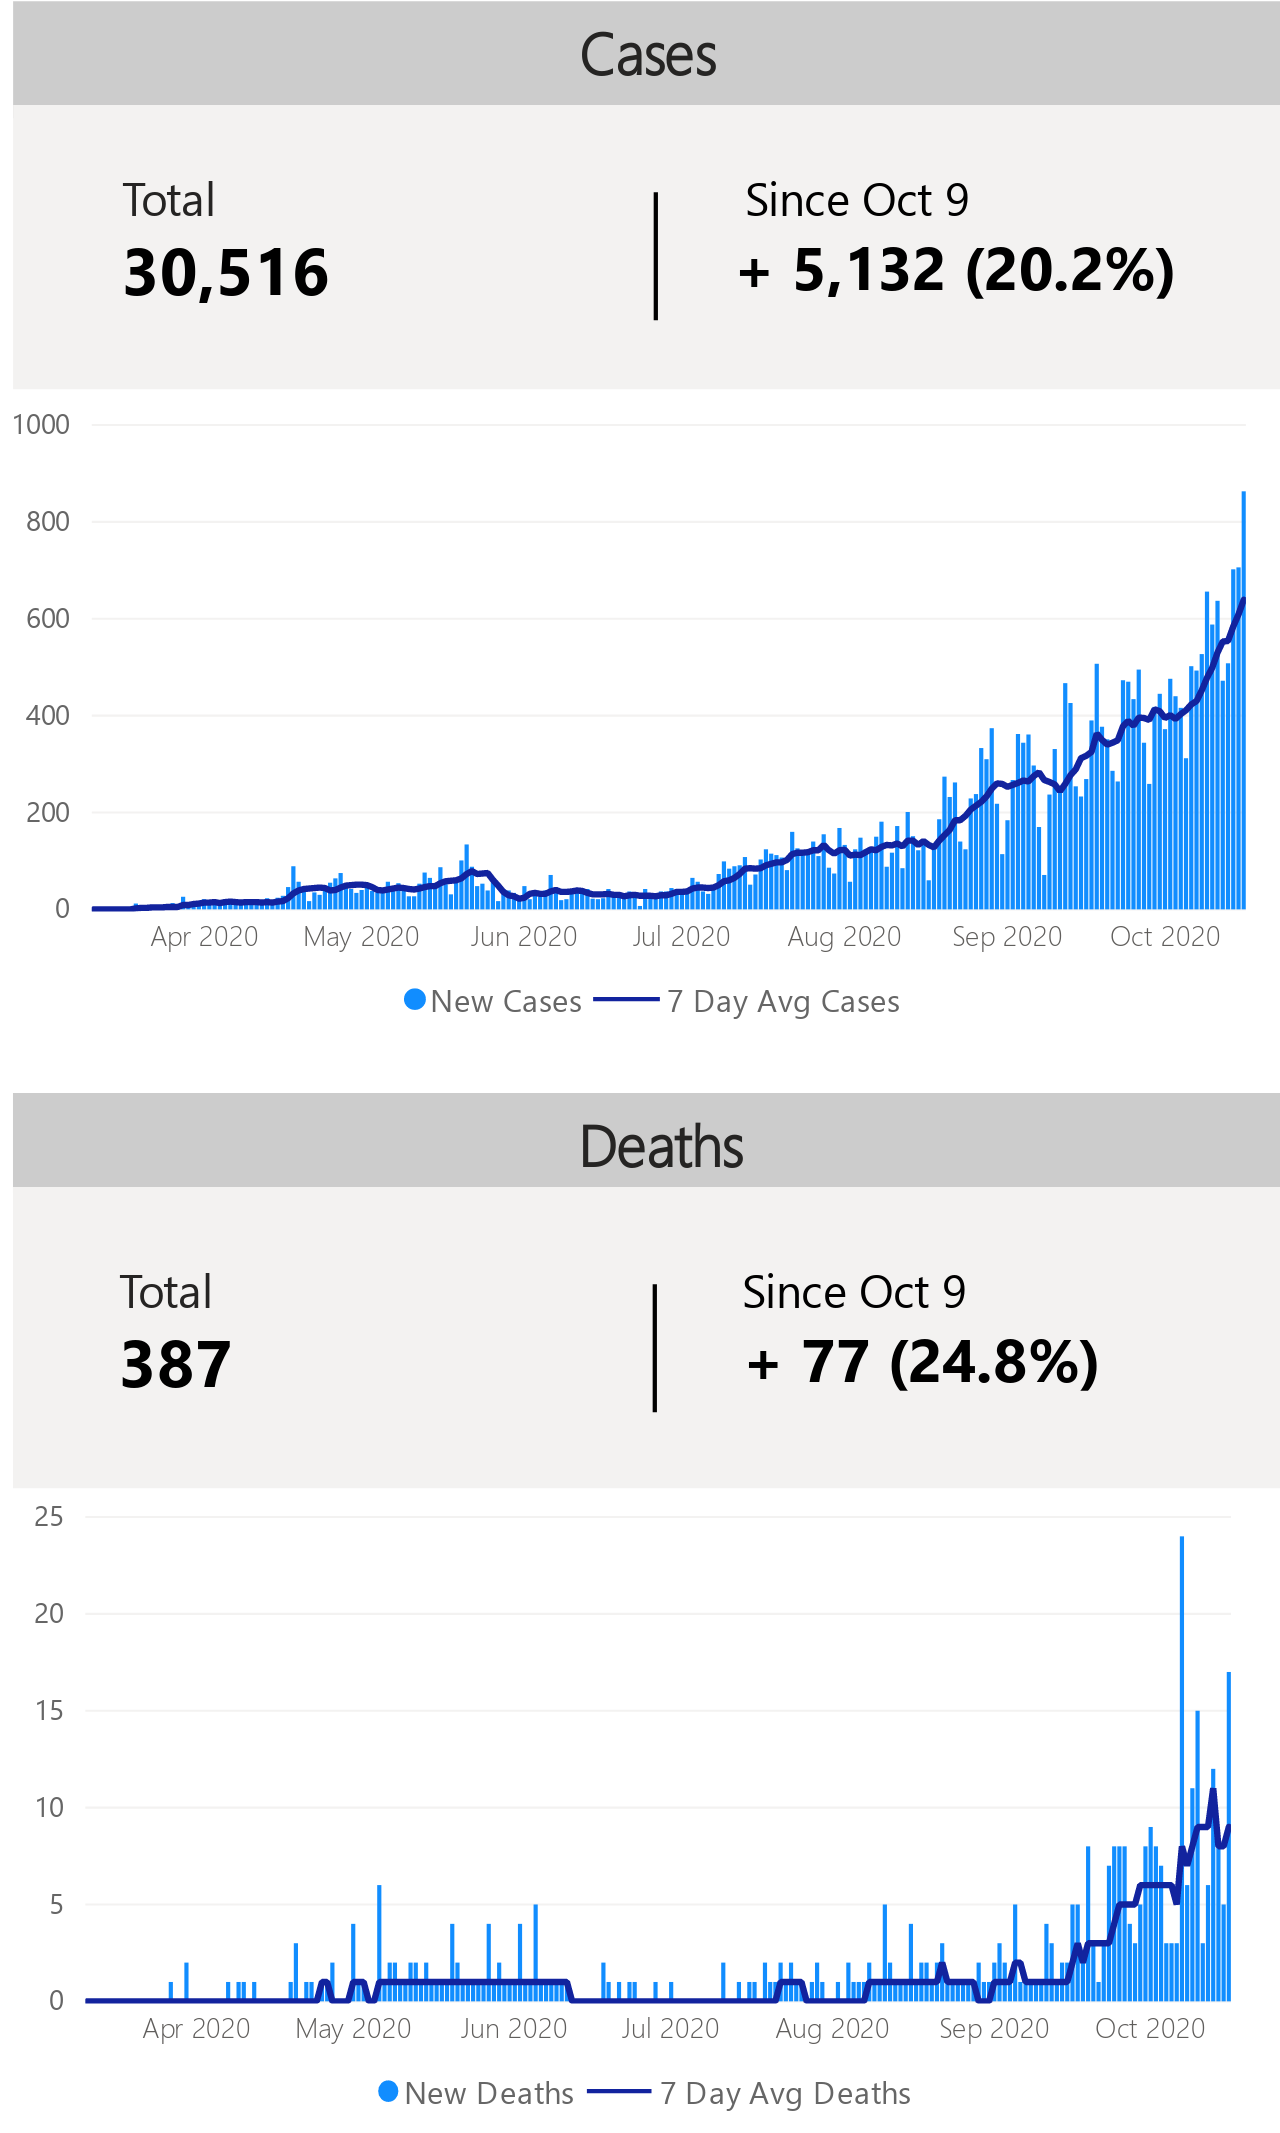 Cases
Total
Since Oct 9
30,516
+ 5,132 (20.2%)
1000
800
600
400
200
0
Apr 2020 May 2020 Jun 2020 Jul 2020 Aug 2020 Sep 2020 Oct 2020
New Cases 7 Day Avg Cases
Deaths
Total
Since Oct 9
387
+ 77 (24.8%)
25
20
15
10
5
0
Apr 2020 May 2020 Jun 2020 Jul 2020 Aug 2020 Sep 2020 Oct 2020
New Deaths 7 Day Avg Deaths